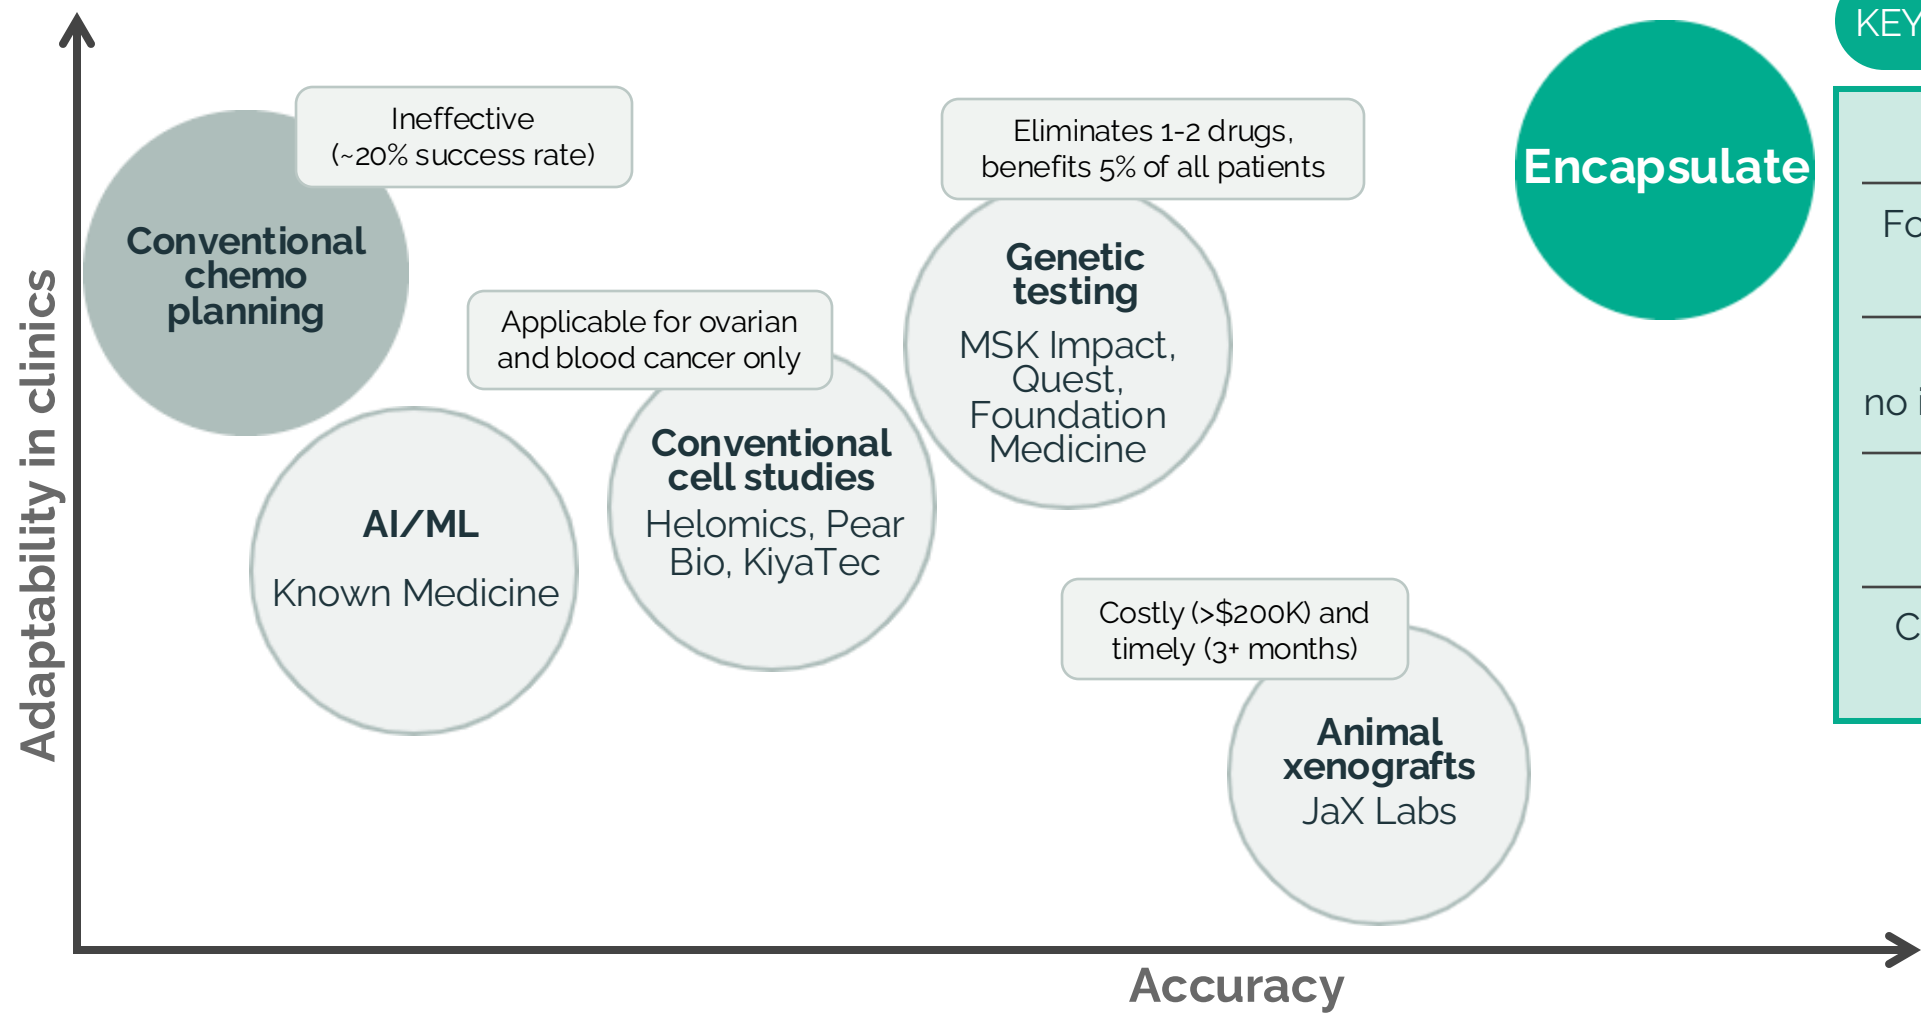 KEY
Ineffective
(~20% success rate)
Eliminates 1-2 drugs,
benefits 5% of all patients
Encapsulate
Conventional
chemo
planning
Genetic
testing
MSK Impact,
Quest,
Foundation
Medicine
Applicable for ovarian
and blood cancer only
Conventional
cell studies
Helomics, Pear
Bio, KiyaTec
AI/ML
Known Medicine
Costly (>$200K) and
timely (3+ months)
Animal
xenografts
JaX Labs
Fo
no i
C
Adaptability in clinics
Accuracy